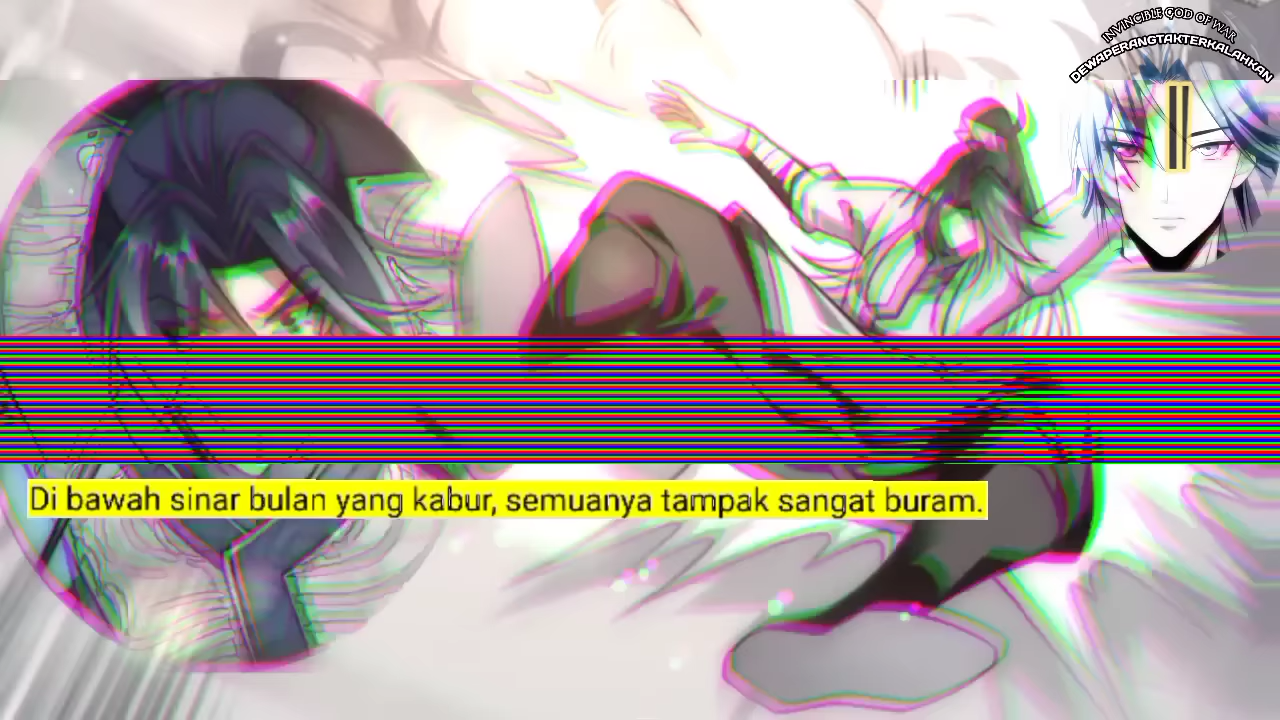 INVINCIBLE GOD OF WAR
DEWAPERANGTAKTERKALAHKAN
Di bawah sinar bulan yang kabur, semuanya tampak sangat buram.